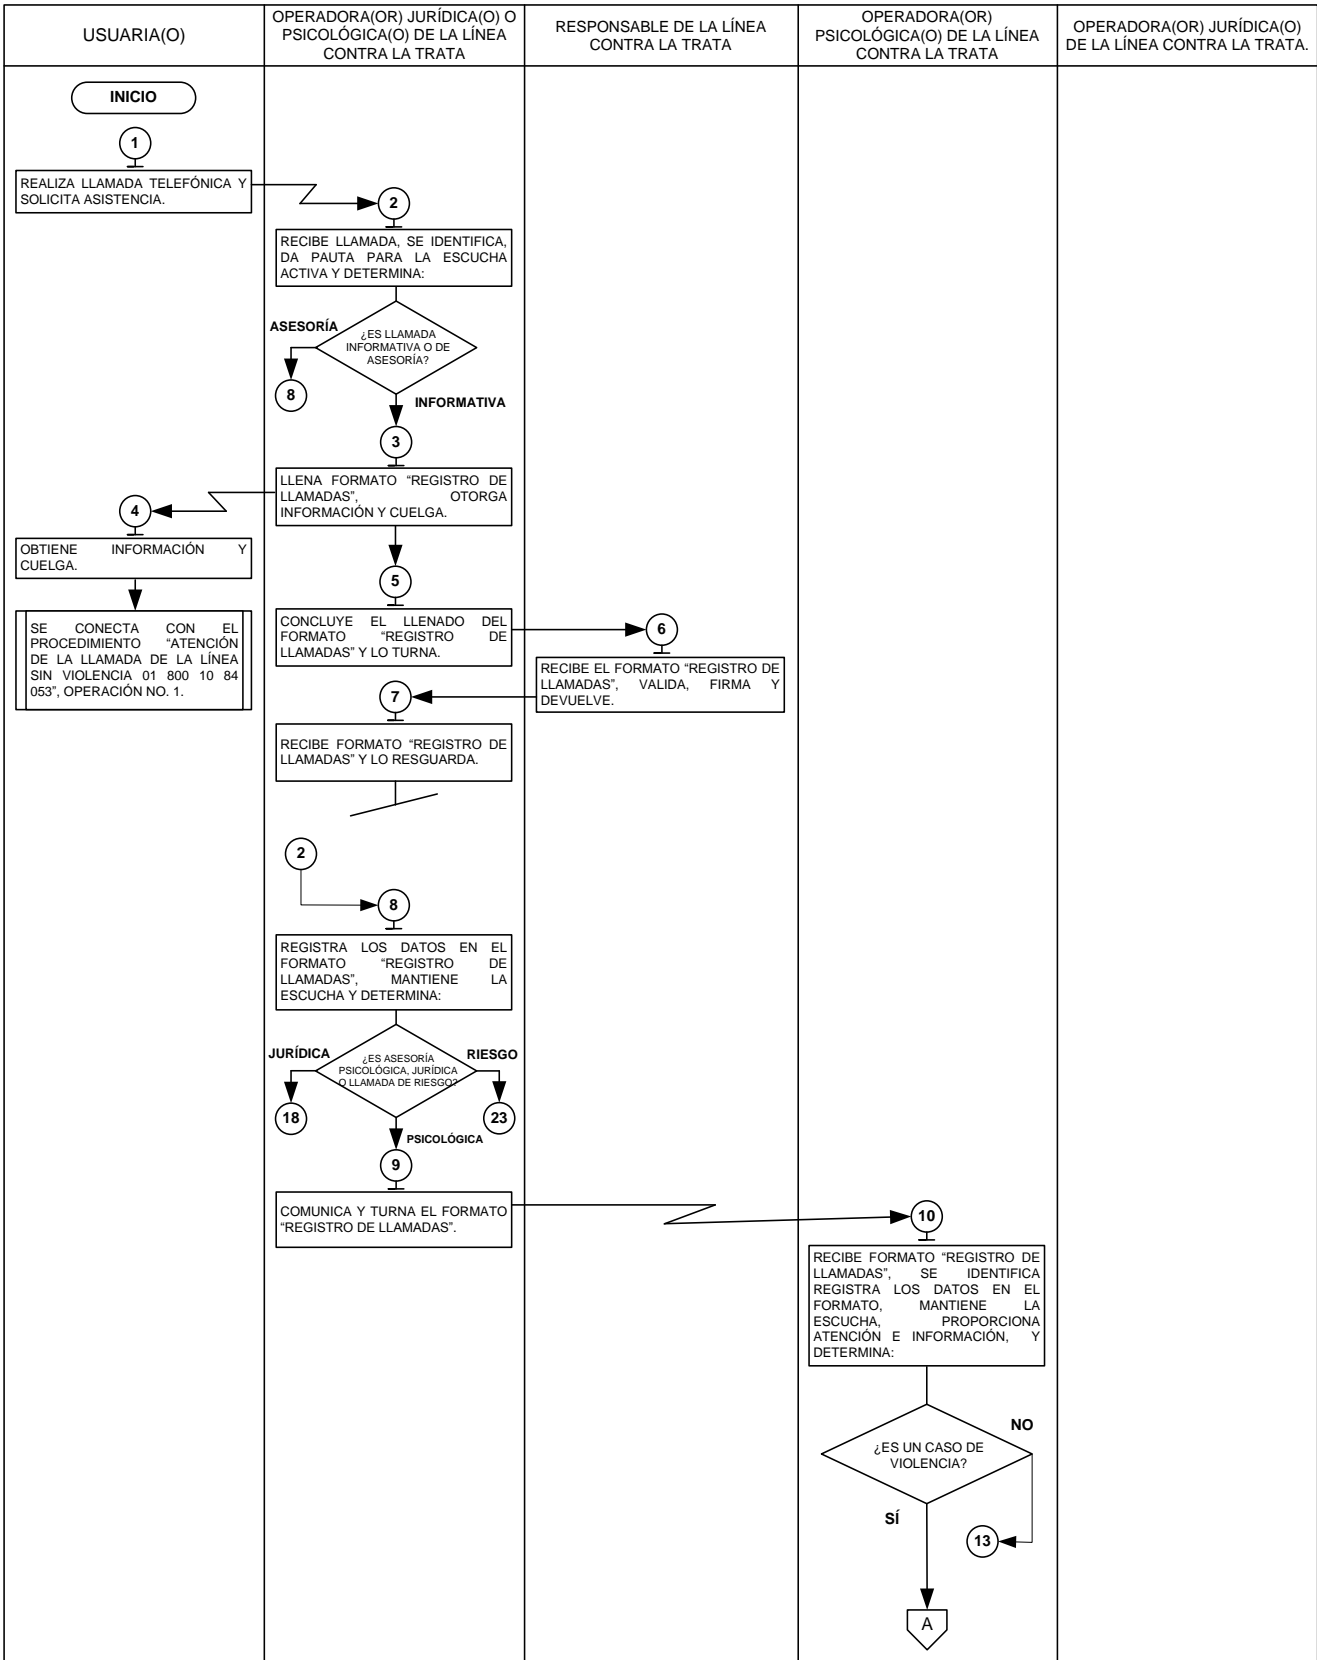 USUARIA(O)
OPERADORA(OR) JURÍDICA(O) O
PSICOLÓGICA(O) DE LA LÍNEA
CONTRA LA TRATA
RESPONSABLE DE LA LÍNEA
CONTRA LA TRATA
OPERADORA(OR)
PSICOLÓGICA(O) DE LA LÍNEA
CONTRA LA TRATA
OPERADORA(OR) JURÍDICA(O)
DE LA LÍNEA CONTRA LA TRATA.
INICIO
1
REALIZA LLAMADA TELEFÓNICA Y
SOLICITA ASISTENCIA.
2
RECIBE LLAMADA, SE IDENTIFICA,
DA PAUTA PARA LA ESCUCHA
ACTIVA Y DETERMINA:
ASESORÍA
¿ES LLAMADA
INFORMATIVA O DE
ASESORÍA?
8
INFORMATIVA
3
LLENA FORMATO “REGISTRO DE
LLAMADAS”, OTORGA
INFORMACIÓN Y CUELGA.
4
OBTIENE INFORMACIÓN Y
CUELGA.
SE CONECTA CON EL
PROCEDIMIENTO “ATENCIÓN
DE LA LLAMADA DE LA LÍNEA
SIN VIOLENCIA 01 800 10 84
053”, OPERACIÓN NO. 1.
5
CONCLUYE EL LLENADO DEL
FORMATO “REGISTRO DE
LLAMADAS” Y LO TURNA.
6
RECIBE EL FORMATO “REGISTRO DE
LLAMADAS”, VALIDA, FIRMA Y
DEVUELVE.
7
RECIBE FORMATO “REGISTRO DE
LLAMADAS” Y LO RESGUARDA.
2
8
REGISTRA LOS DATOS EN EL
FORMATO “REGISTRO DE
LLAMADAS”, MANTIENE LA
ESCUCHA Y DETERMINA:
JURÍDICA
¿ES ASESORÍA
PSICOLÓGICA, JURÍDICA
O LLAMADA DE RIESGO?
RIESGO
18
23
PSICOLÓGICA
9
COMUNICA Y TURNA EL FORMATO
“REGISTRO DE LLAMADAS”.
10
RECIBE FORMATO “REGISTRO DE
LLAMADAS”, SE IDENTIFICA
REGISTRA LOS DATOS EN EL
FORMATO, MANTIENE LA
ESCUCHA, PROPORCIONA
ATENCIÓN E INFORMACIÓN, Y
DETERMINA:
NO
¿ES UN CASO DE
VIOLENCIA?
SÍ
13
A